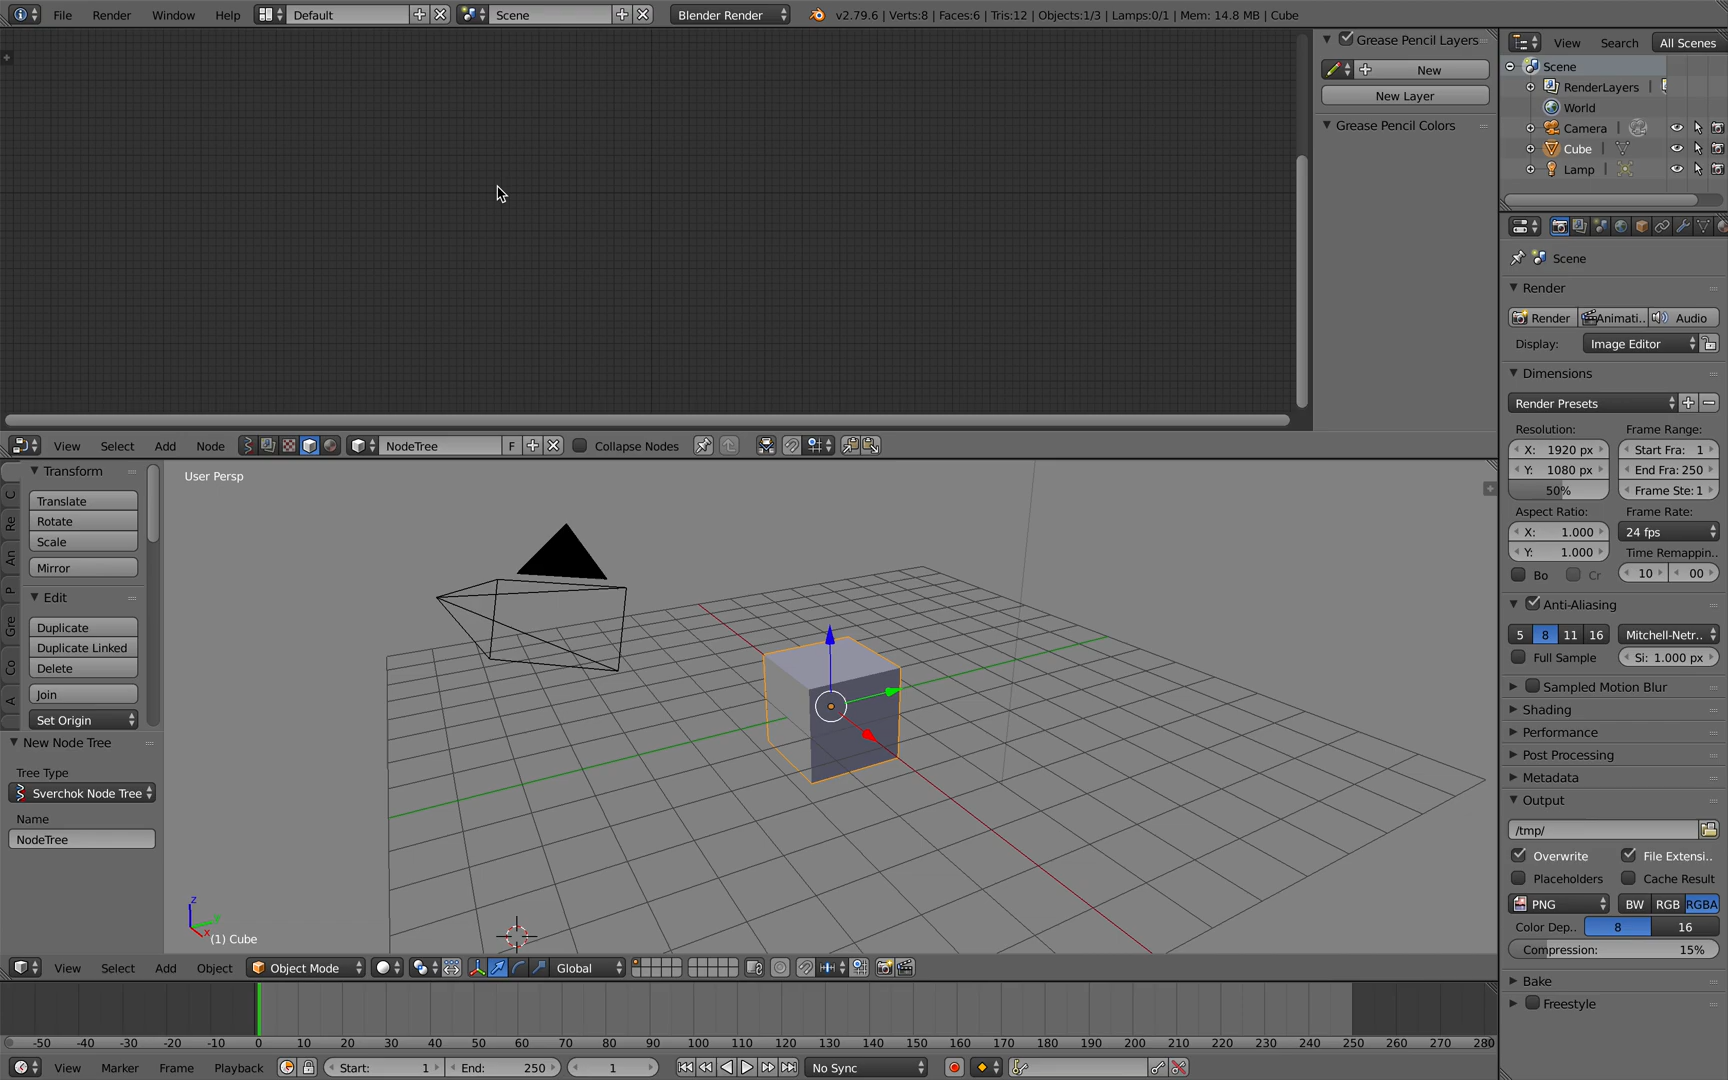 File Render Window Help Default Scene Blender Render v2.79.6 | Verts:8 | Faces:6 | Tris:12 | Objects:1/3 | Lamps:0/1 | Mem: 14.8 MB | Cube
Grease Pencil Layers
New
New Layer
Grease Pencil Colors
View Search All Scenes
Scene
RenderLayers
World
Camera
Cube
Lamp
View Select Add Node NodeTree F Collapse Nodes
Transform
Translate
Rotate
Scale
Mirror
Edit
Duplicate
Duplicate Linked
Delete
Join
Set Origin
C
Re
An
P
Gre
Co
A
New Node Tree
Tree Type
Sverchok Node Tree
Name
NodeTree
User Persp
z
y
x
(1) Cube
View Select Add Object Object Mode Global
-50 -40 -30 -20 -10 0 10 20 30 40 50 60 70 80 90 100 110 120 130 140 150 160 170 180 190 200 210 220 230 240 250 260 270 280
View Marker Frame Playback Start: 1 End: 250 1 No Sync
Scene
Render
Render Animati.. Audio
Display: Image Editor
Dimensions
Render Presets
Resolution: Frame Range:
X: 1920 px Start Fra: 1
Y: 1080 px End Fra: 250
50% Frame Ste: 1
Aspect Ratio: Frame Rate:
X: 1.000 24 fps
Y: 1.000 Time Remappin..
Bo Cr 10 00
Anti-Aliasing
5 8 11 16 Mitchell-Netr..
Full Sample Si: 1.000 px
Sampled Motion Blur
Shading
Performance
Post Processing
Metadata
Output
/tmp/
Overwrite File Extensi..
Placeholders Cache Result
PNG BW RGB RGBA
Color Dep.. 8 16
Compression: 15%
Bake
Freestyle